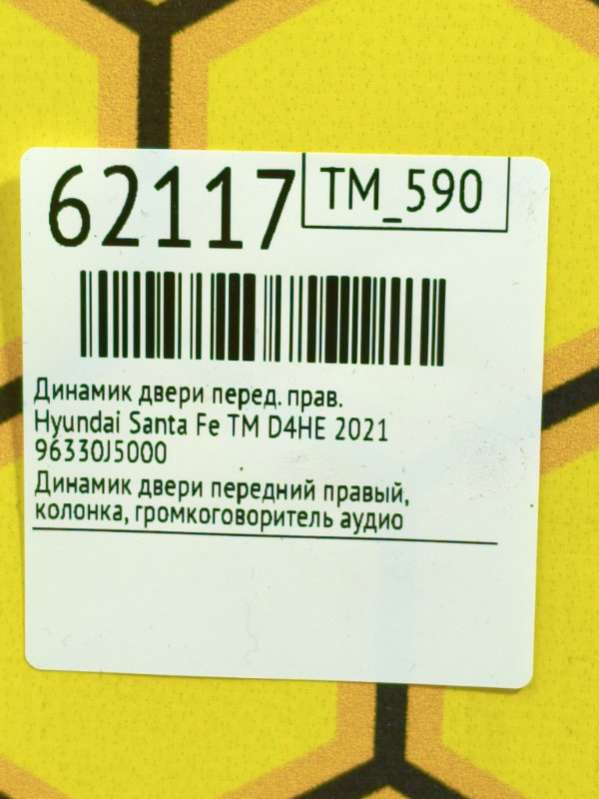 62117
TM_590
Динамик двери перед. прав.
Hyundai Santa Fe TM D4HE 2021
96330J5000
Динамик двери передний правый,
колонка, громкоговоритель аудио